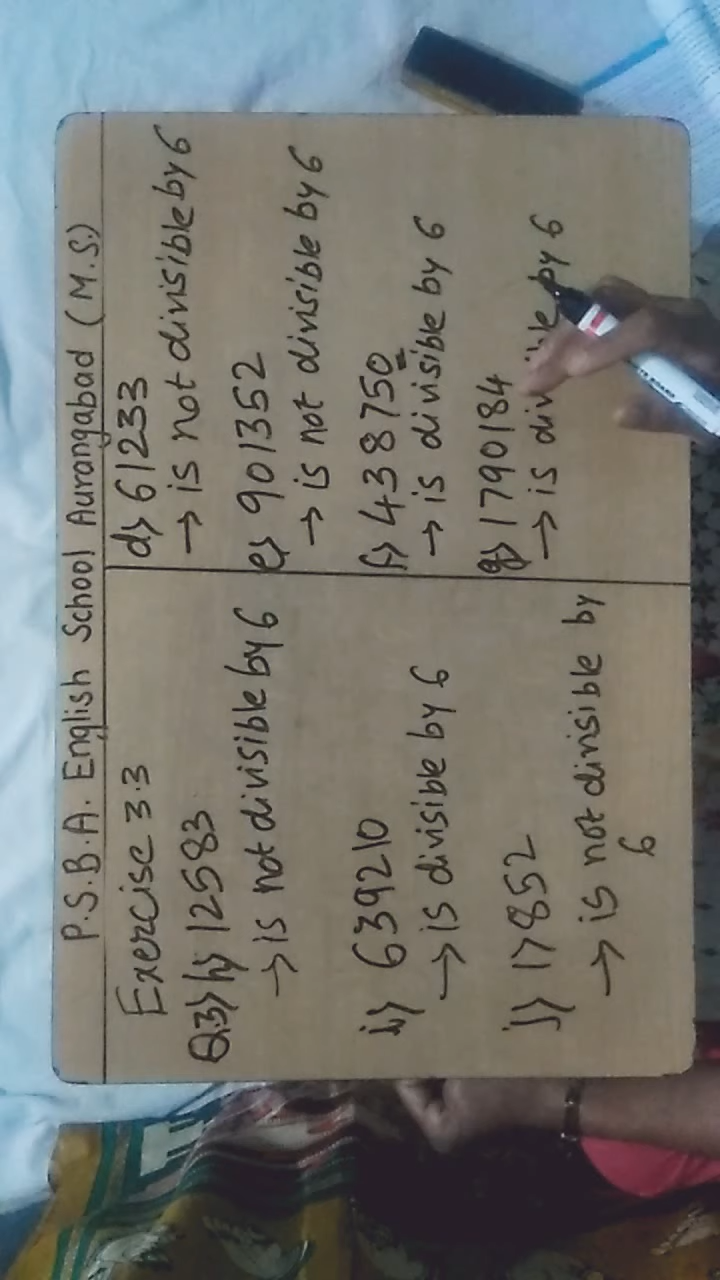 P.S.B.A. English School Aurangabad (M.S.)
Exercise 3.3
Q.3> h> 12583
→ is not divisible by 6
i> 639210
→ is divisible by 6
j> 17852
→ is not divisible by
6
d> 61233
→ is not divisible by 6
e> 901352
→ is not divisible by 6
f> 438750
→ is divisible by 6
g> 1790184
→ is by 6